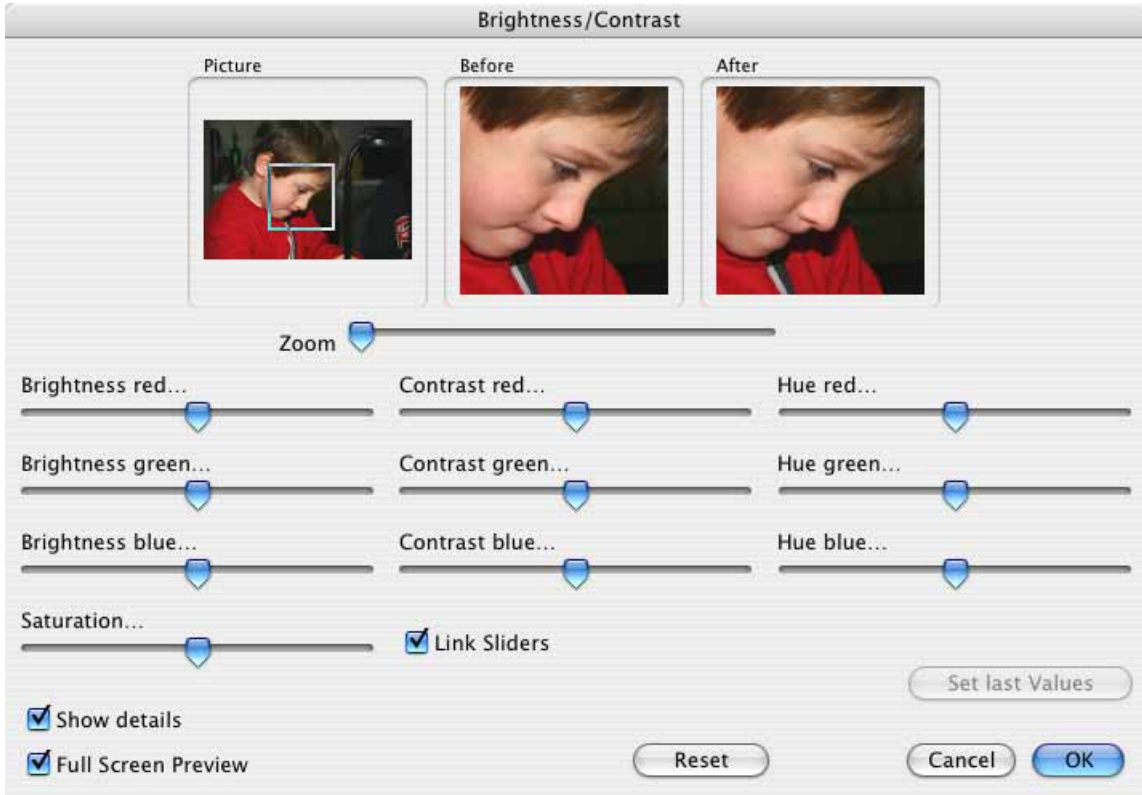 Brightness/Contrast
Picture
Before
After
Zoom
Brightness red...
Contrast red...
Hue red...
Brightness green...
Contrast green...
Hue green...
Brightness blue...
Contrast blue...
Hue blue...
Saturation...
Link Sliders
Set last Values
Show details
Full Screen Preview
Reset
Cancel
OK